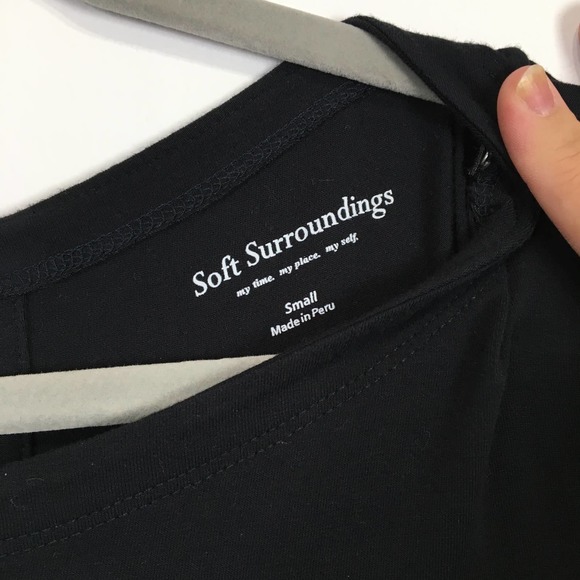 Soft Surroundings
my time. my place. my self.
Small
Made in Peru